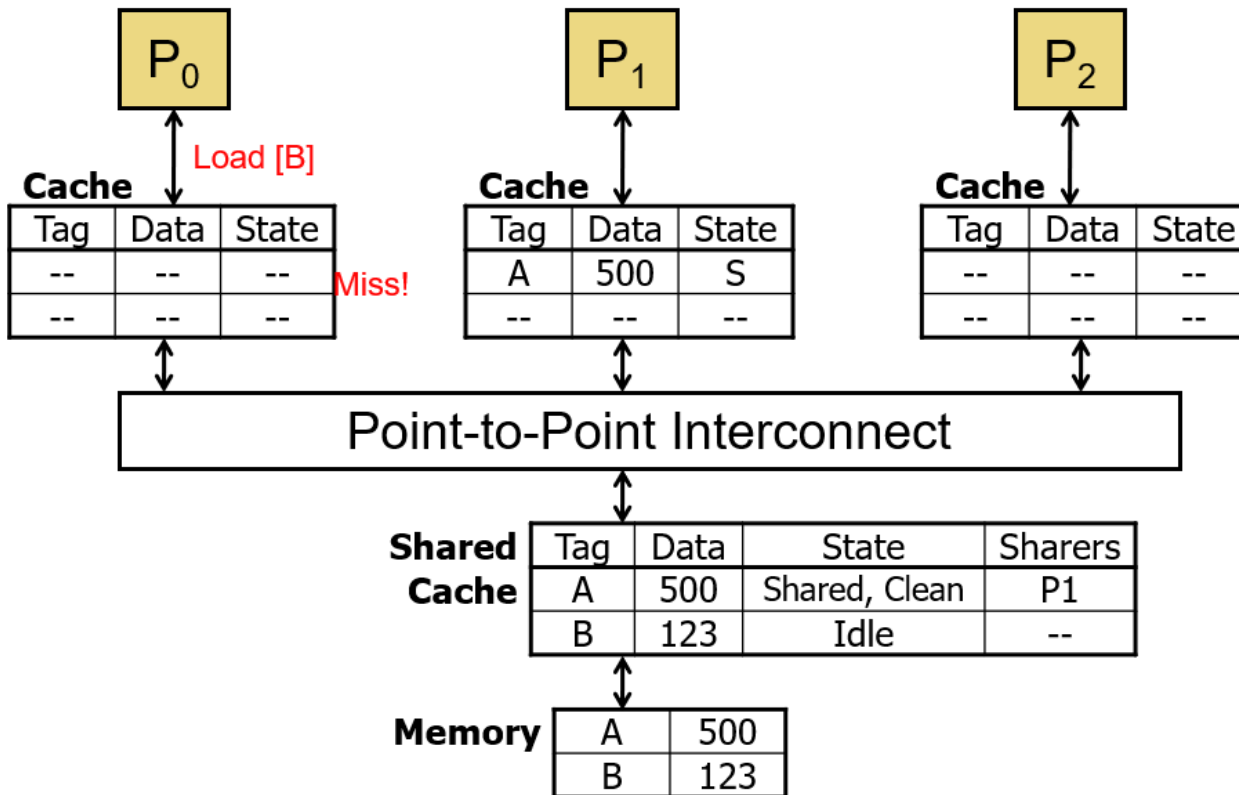 P0 P1 P2
Load [B]
Cache Cache Cache
Tag Data State Tag Data State Tag Data State
-- -- -- Miss! A 500 S -- -- --
-- -- -- -- -- -- -- -- --
Point-to-Point Interconnect
Shared Tag Data State Sharers
Cache A 500 Shared, Clean P1
B 123 Idle --
Memory A 500
B 123